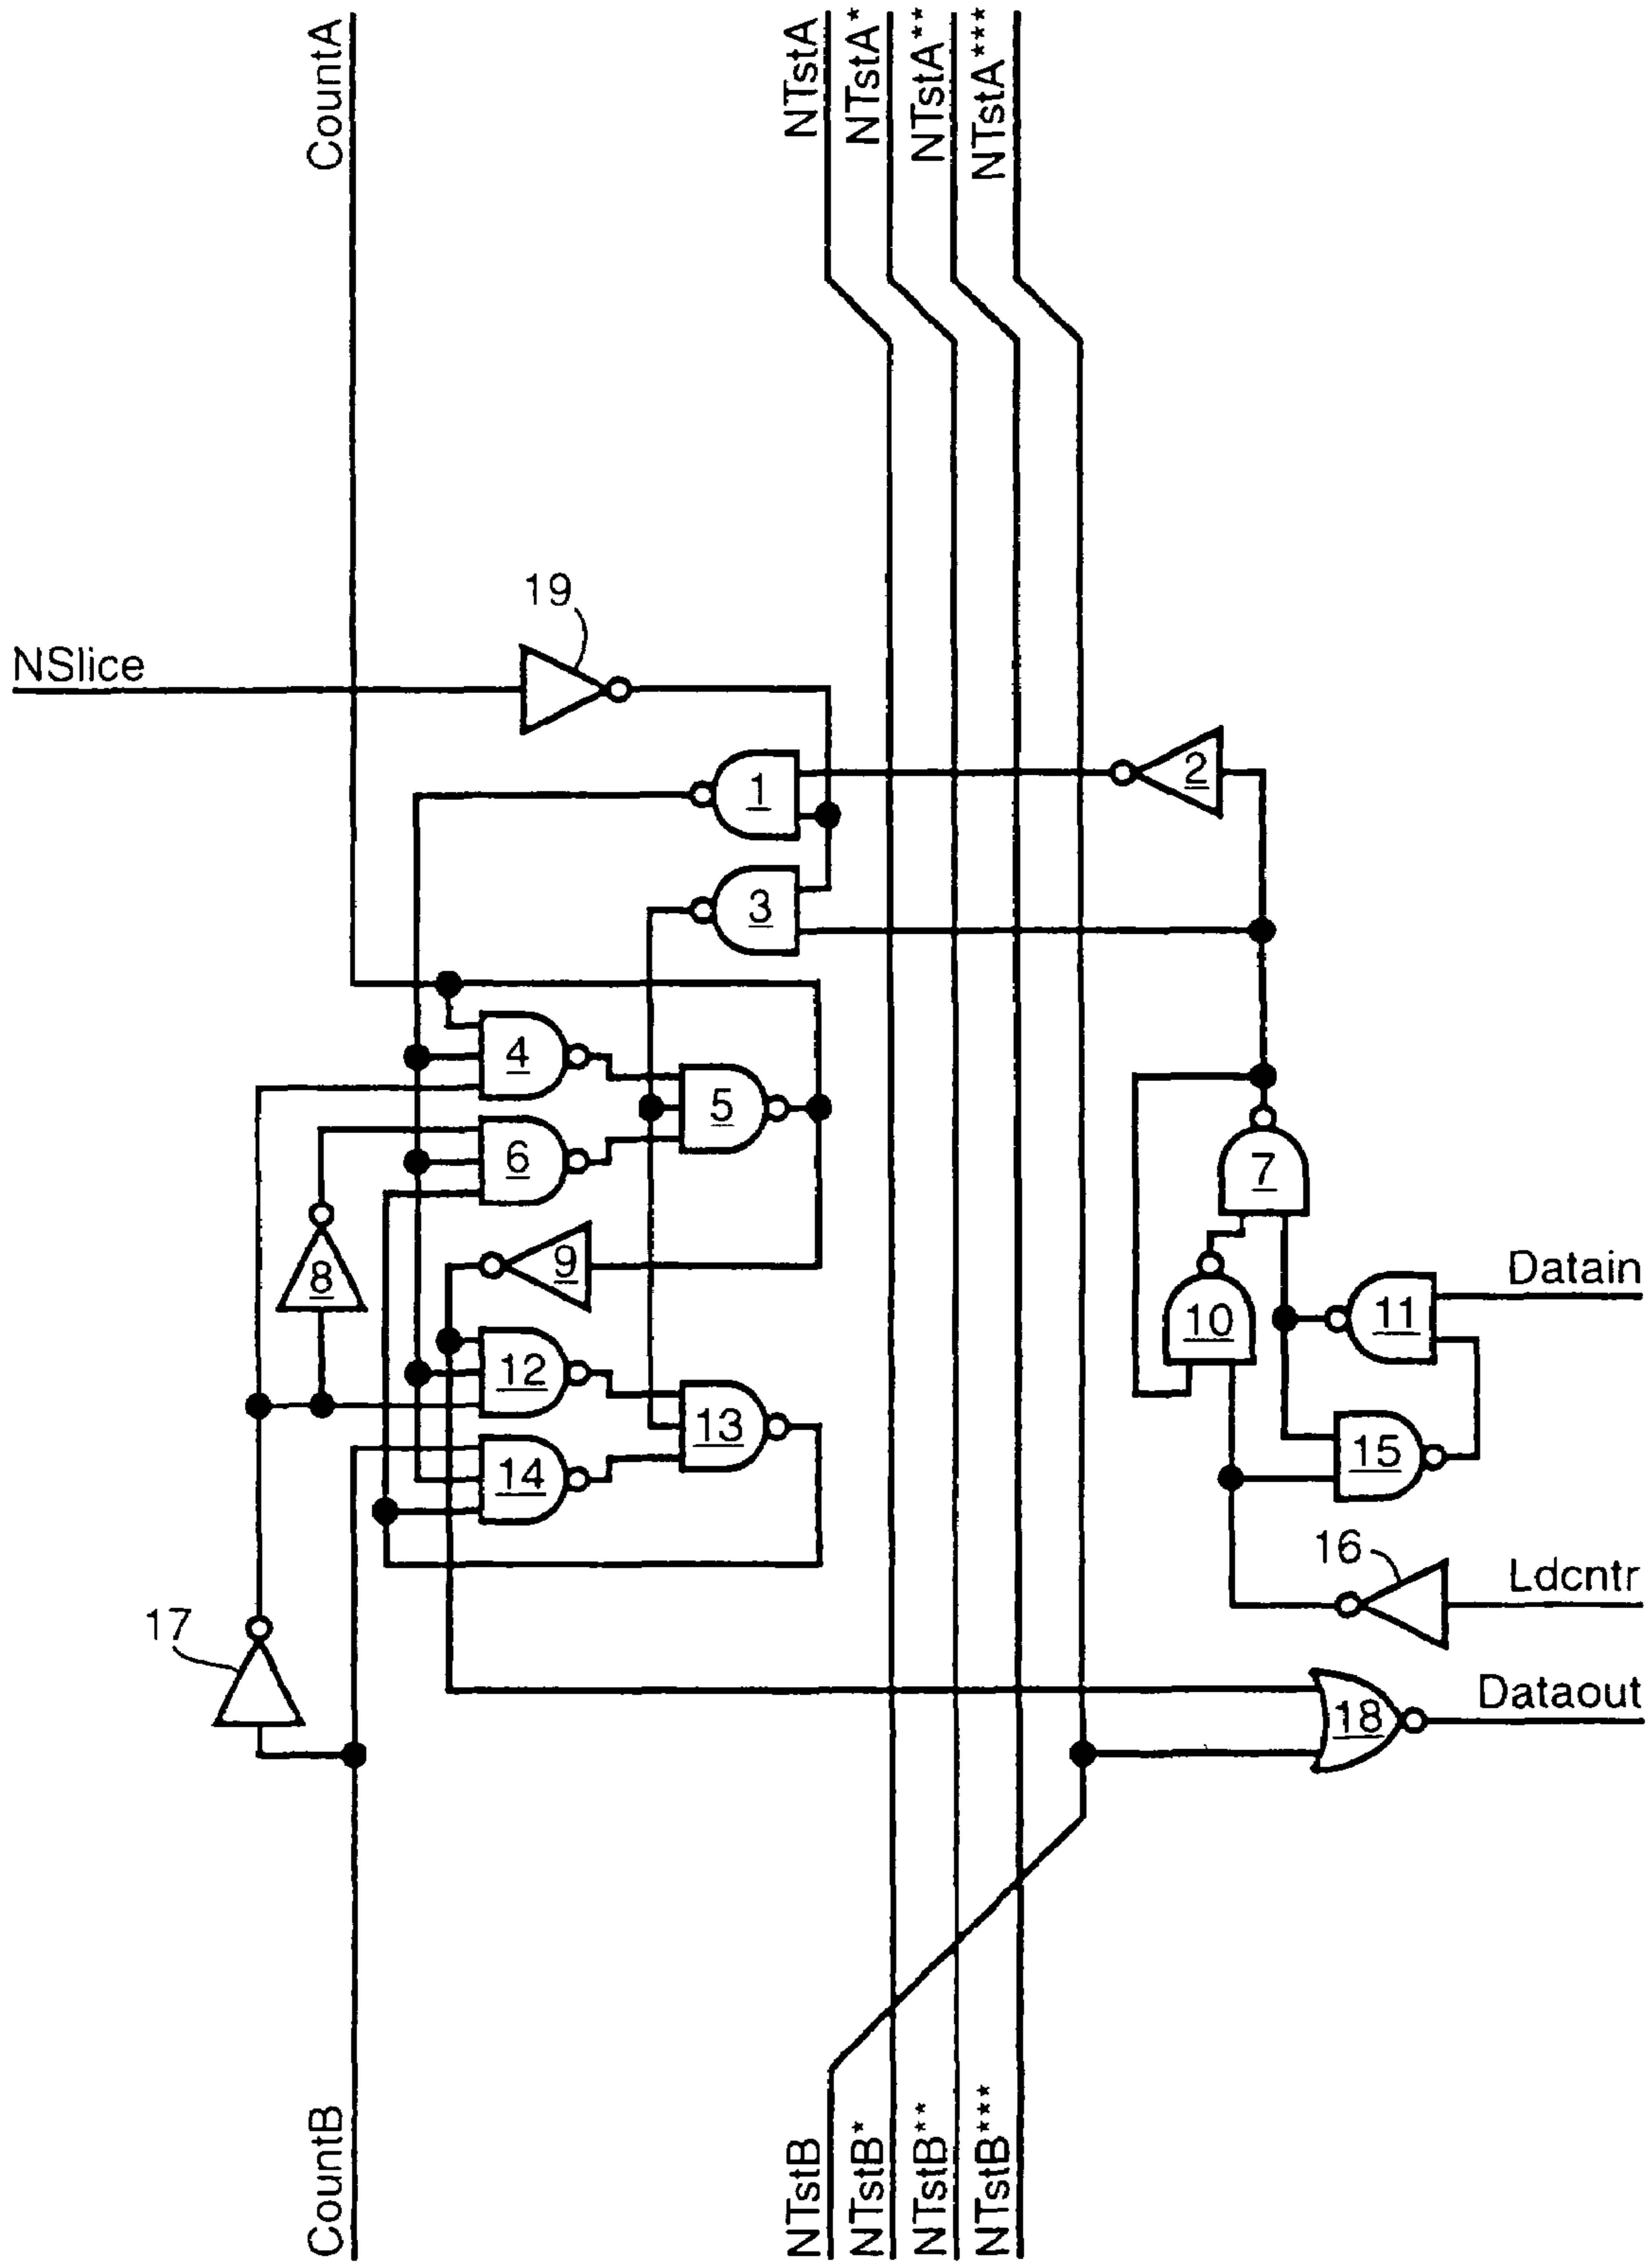 CountA
NTstA
NTstA*
NTstA**
NTstA***
19
NSlice
1
2
3
4
5
6
7
8
9
Datain
10
11
12
13
14
15
16
Ldcntr
17
18
Dataout
CountB
NTstB
NTstB*
NTstB**
NTstB***